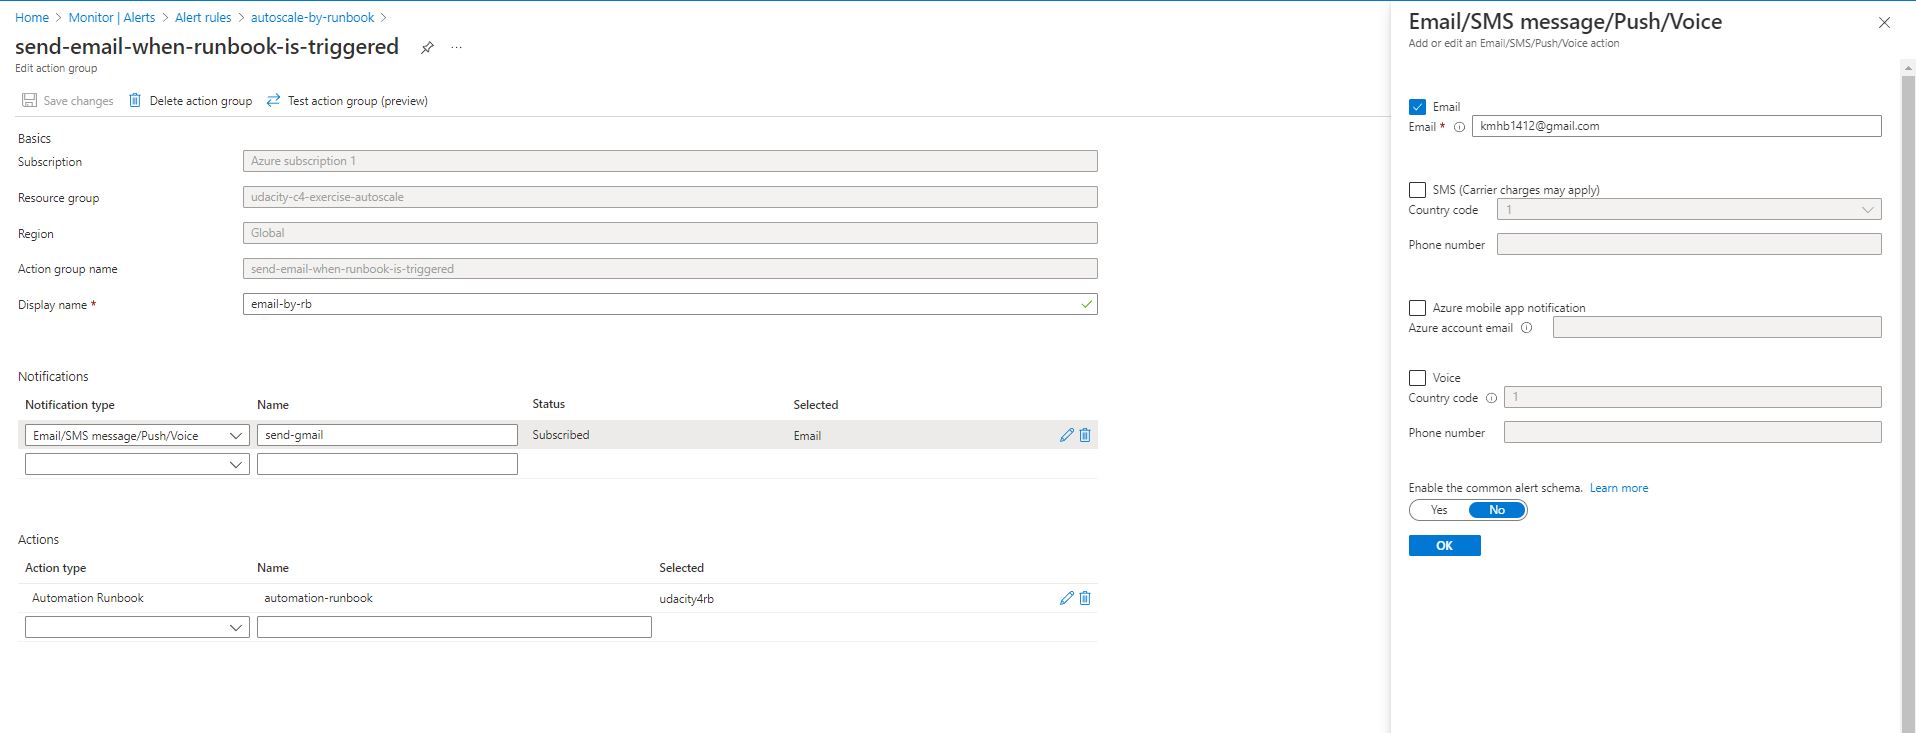 Home > Monitor | Alerts > Alert rules > autoscale-by-runbook >
send-email-when-runbook-is-triggered ...
Edit action group
Save changes Delete action group Test action group (preview)
Basics
Subscription Azure subscription 1
Resource group udacity-c4-exercise-autoscale
Region Global
Action group name send-email-when-runbook-is-triggered
Display name * email-by-rb
Notifications
Notification type Name Status Selected
Email/SMS message/Push/Voice send-gmail Subscribed Email
Actions
Action type Name Selected
Automation Runbook automation-runbook udacity4rb
Email/SMS message/Push/Voice
Add or edit an Email/SMS/Push/Voice action
Email
Email * kmhb1412@gmail.com
SMS (Carrier charges may apply)
Country code 1
Phone number
Azure mobile app notification
Azure account email
Voice
Country code 1
Phone number
Enable the common alert schema. Learn more
Yes No
OK